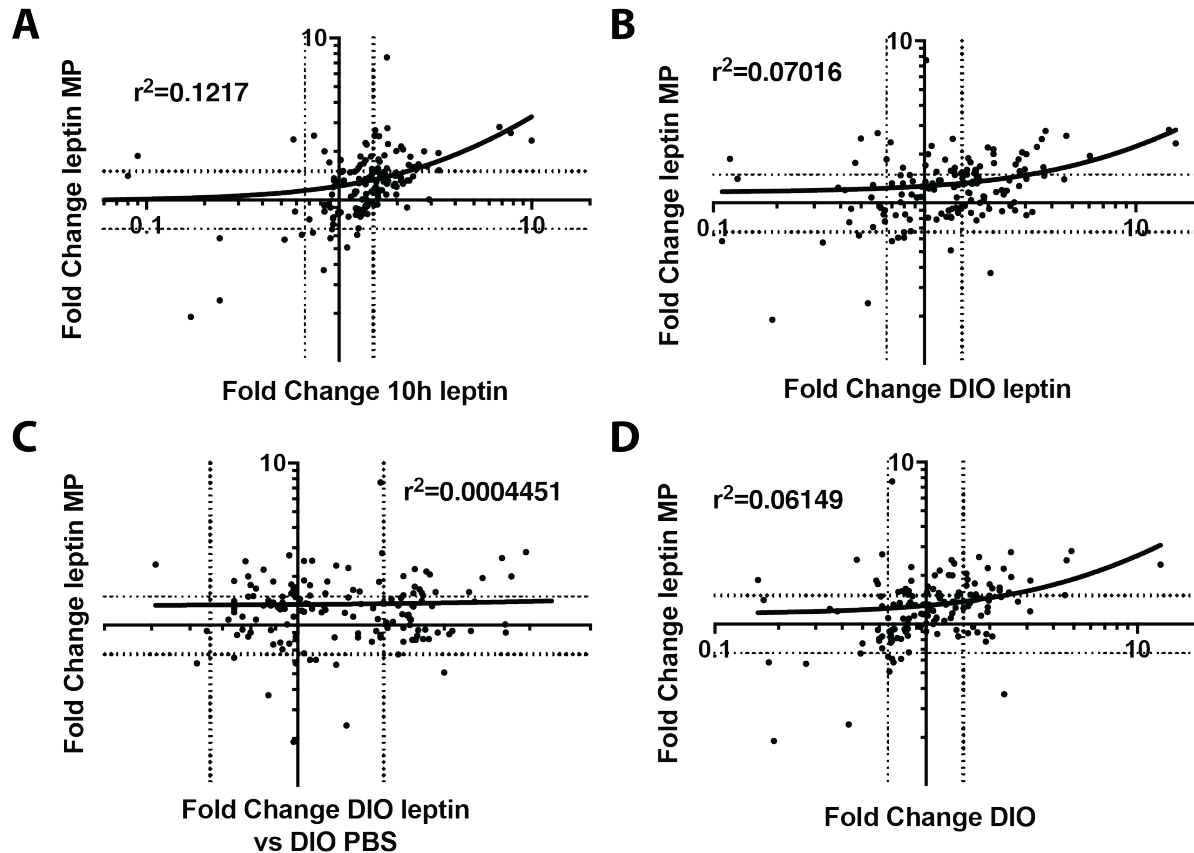 A
10
r²=0.1217
Fold Change leptin MP
0.1
10
Fold Change 10h leptin
B
10
r²=0.07016
Fold Change leptin MP
0.1
10
Fold Change DIO leptin
C
10
r²=0.0004451
Fold Change leptin MP
Fold Change DIO leptin
vs DIO PBS
D
10
r²=0.06149
Fold Change leptin MP
0.1
10
Fold Change DIO